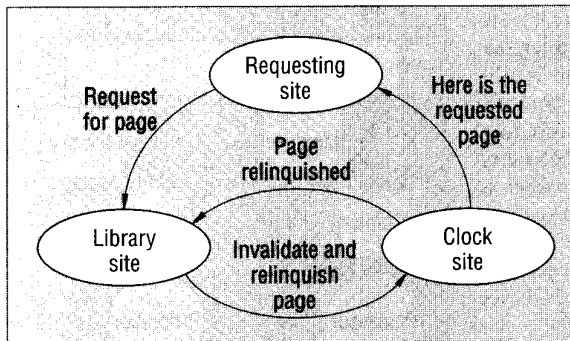 Requesting
site
Request
for page
Here is the
requested
page
Page
relinquished
Library
site
Invalidate and
relinquish
page
Clock
site